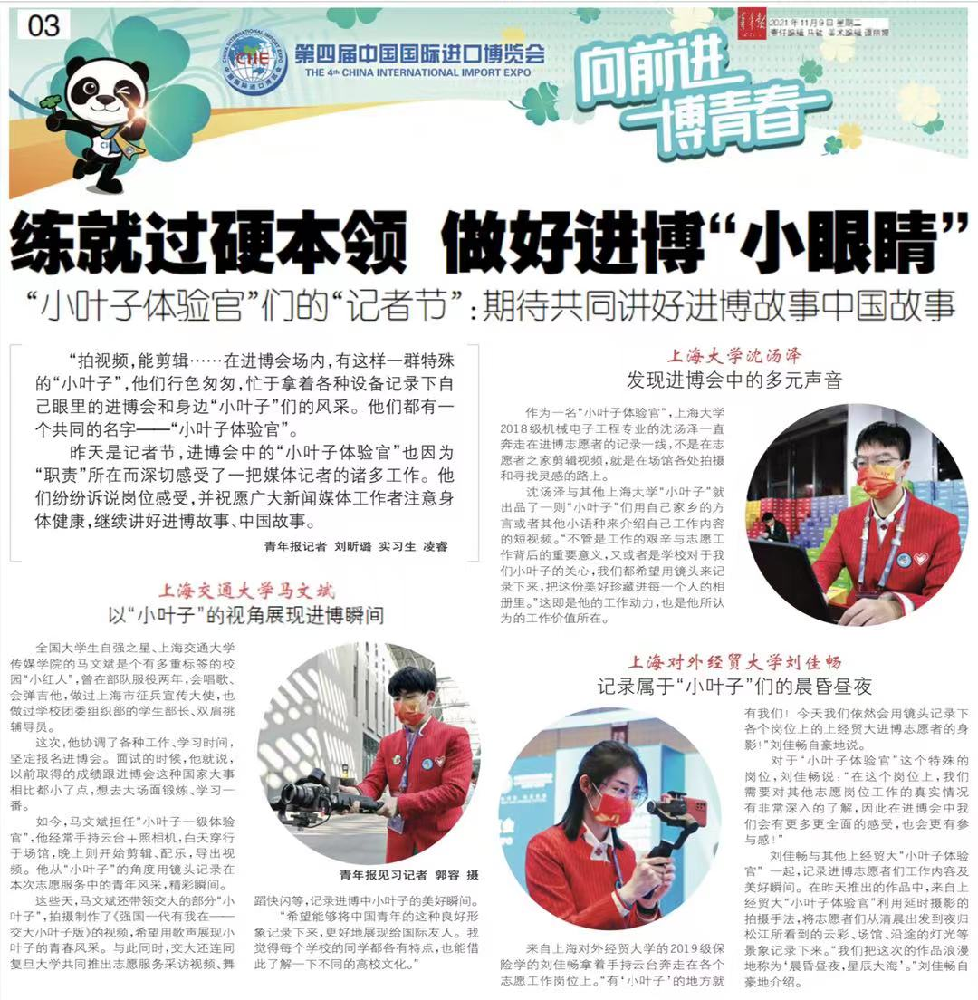 03
第四届中国国际进口博览会
THE 4th CHINA INTERNATIONAL IMPORT EXPO
向前进
博青春
青年报
2021年11月9日 星期二
练就过硬本领 做好进博“小眼睛”
“小叶子体验官”们的“记者节”:期待共同讲好进博故事中国故事
“拍视频,能剪辑……在进博会场内,有这样一群特殊
的“小叶子”,他们行色匆匆,忙于拿着各种设备记录下自
己眼里的进博会和身边“小叶子”们的风采。他们都有一
个共同的名字——“小叶子体验官”。
昨天是记者节,进博会中的“小叶子体验官”也因为
“职责”所在而深切感受了一把媒体记者的诸多工作。他
们纷纷诉说岗位感受,并祝愿广大新闻媒体工作者注意身
体健康,继续讲好进博故事、中国故事。
青年报记者 刘昕璐 实习生 凌睿
上海交通大学马文斌
以“小叶子”的视角展现进博瞬间
全国大学生自强之星、上海交通大学
传媒学院的马文斌是个有多重标签的校
园“小红人”,曾在部队服役两年,会唱歌、
会弹吉他,做过上海市征兵宣传大使,也
做过学校团委组织部的学生部长、双肩挑
辅导员。
这次,他协调了各种工作、学习时间,
坚定报名进博会。面试的时候,他就说,
以前取得的成绩跟进博会这种国家大事
相比都小了点,想去大场面锻炼、学习一
番。
如今,马文斌担任“小叶子一级体验
官”,他经常手持云台+照相机,白天穿行
于场馆,晚上则开始剪辑、配乐,导出视
频。他从“小叶子”的角度用镜头记录在
本次志愿服务中的青年风采,精彩瞬间。
这些天,马文斌还带领交大的部分“小
叶子”,拍摄制作了《强国一代有我在——
交大小叶子版》的视频,希望用歌声展现小
叶子的青春风采。与此同时,交大还连同
复旦大学共同推出志愿服务采访视频、舞
青年报见习记者 郭容 摄
蹈快闪等,记录进博中小叶子的美好瞬间。
“希望能够将中国青年的这种良好形
象记录下来,更好地展现给国际友人。我
觉得每个学校的同学都各有特点,也能借
此了解一下不同的高校文化。”
上海大学沈汤泽
发现进博会中的多元声音
作为一名“小叶子体验官”,上海大学
2018级机械电子工程专业的沈汤泽一直
奔走在进博志愿者的记录一线,不是在志
愿者之家剪辑视频,就是在场馆各处拍摄
和寻找灵感的路上。
沈汤泽与其他上海大学“小叶子”就
出品了一则“小叶子”们用自己家乡的方
言或者其他小语种来介绍自己工作内容
的短视频。“不管是工作的艰辛与志愿工
作背后的重要意义,又或者是学校对于我
们小叶子的关心,我们都希望用镜头来记
录下来,把这份美好珍藏进每一个人的相
册里。”这即是他的工作动力,也是他所认
为的工作价值所在。
上海对外经贸大学刘佳畅
记录属于“小叶子”们的晨昏昼夜
来自上海对外经贸大学的2019级保
险学的刘佳畅拿着手持云台奔走在各个
志愿工作岗位上。“有‘小叶子’的地方就
有我们！今天我们依然会用镜头记录下
各个岗位上的上经贸大进博志愿者的身
影!”刘佳畅自豪地说。
对于“小叶子体验官”这个特殊的
岗位,刘佳畅说:“在这个岗位上,我们
需要对其他志愿岗位工作的真实情况
有非常深入的了解,因此在进博会中我
们会有更多更全面的感受,也会更有参
与感!”
刘佳畅与其他上经贸大“小叶子体验
官”一起,记录进博志愿者们工作内容及
美好瞬间。在昨天推出的作品中,来自上
经贸大“小叶子体验官”利用延时摄影的
拍摄手法,将志愿者们从清晨出发到夜归
松江所看到的云彩、场馆、沿途的灯光等
景象记录下来。“我们把这次的作品浪漫
地称为‘晨昏昼夜,星辰大海’。”刘佳畅自
豪地介绍。